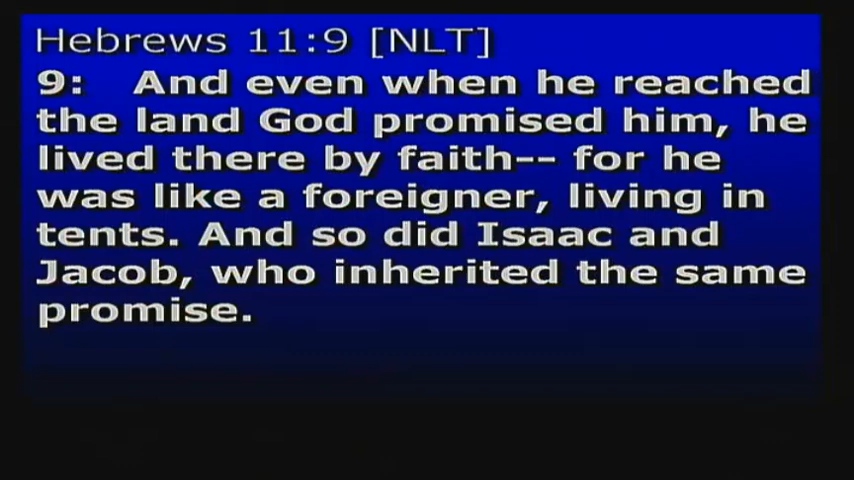 Hebrews 11:9 [NLT]
9: And even when he reached
the land God promised him, he
lived there by faith-- for he
was like a foreigner, living in
tents. And so did Isaac and
Jacob, who inherited the same
promise.